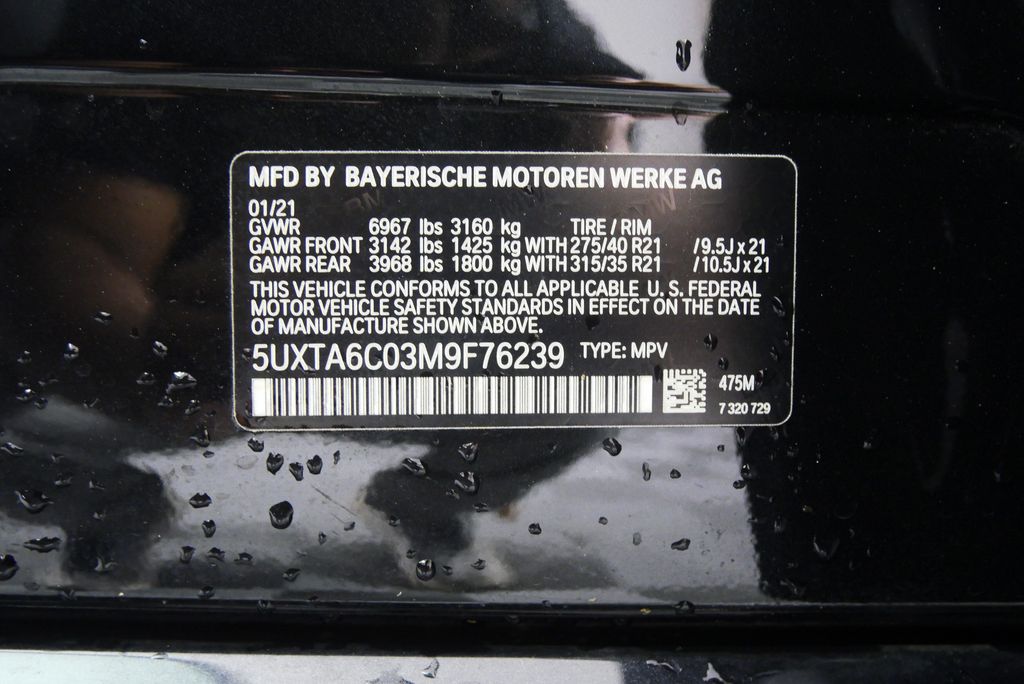 MFD BY BAYERISCHE MOTOREN WERKE AG
01/21
GVWR 6967 lbs 3160 kg TIRE / RIM
GAWR FRONT 3142 lbs 1425 kg WITH 275/40 R21 /9.5J x 21
GAWR REAR 3968 lbs 1800 kg WITH 315/35 R21 /10.5J x 21
THIS VEHICLE CONFORMS TO ALL APPLICABLE U. S. FEDERAL
MOTOR VEHICLE SAFETY STANDARDS IN EFFECT ON THE DATE
OF MANUFACTURE SHOWN ABOVE.
5UXTA6C03M9F76239 TYPE: MPV
475M
7 320 729